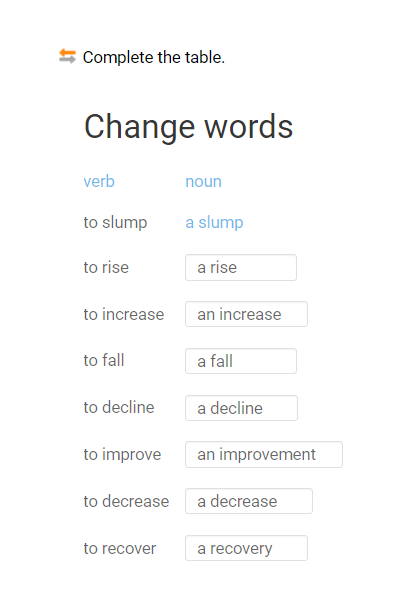 Complete the table.
Change words
verb noun
to slump a slump
to rise a rise
to increase an increase
to fall a fall
to decline a decline
to improve an improvement
to decrease a decrease
to recover a recovery